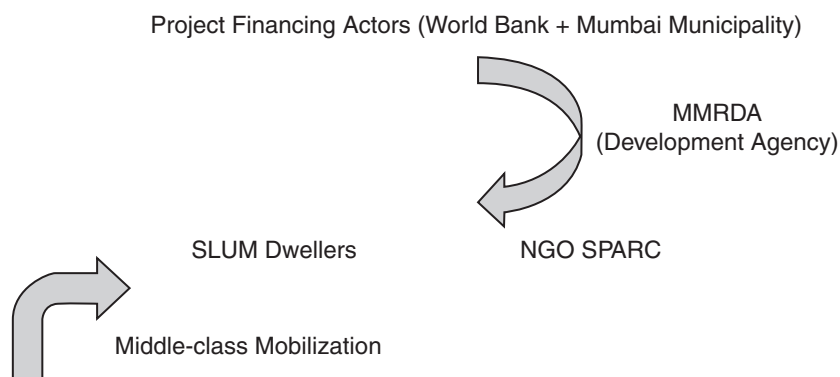 Project Financing Actors (World Bank + Mumbai Municipality)
MMRDA
(Development Agency)
SLUM Dwellers
NGO SPARC
Middle-class Mobilization